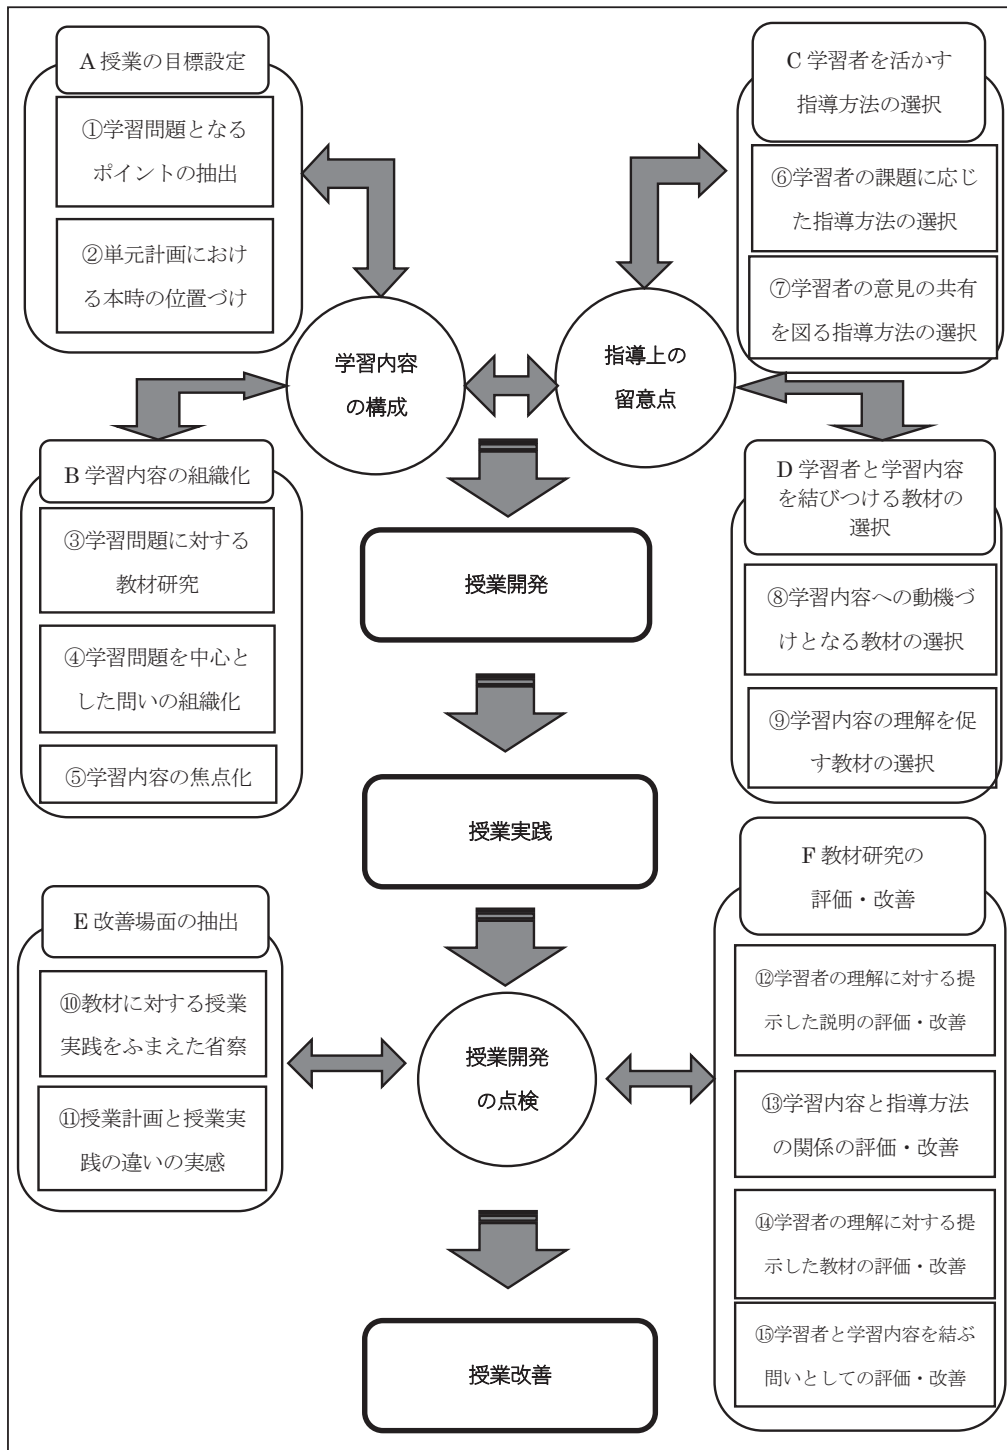 A 授業の目標設定
①学習問題となる
ポイントの抽出
②単元計画におけ
る本時の位置づけ
C 学習者を活かす
指導方法の選択
⑥学習者の課題に応じ
た指導方法の選択
⑦学習者の意見の共有
を図る指導方法の選択
学習内容
の構成
指導上の
留意点
B 学習内容の組織化
③学習問題に対する
教材研究
④学習問題を中心と
した問いの組織化
⑤学習内容の焦点化
D 学習者と学習内容
を結びつける教材の
選択
⑧学習内容への動機づ
けとなる教材の選択
⑨学習内容の理解を促
す教材の選択
授業開発
授業実践
E 改善場面の抽出
⑩教材に対する授業
実践をふまえた省察
⑪授業計画と授業実
践の違いの実感
授業開発
の点検
F 教材研究の
評価・改善
⑫学習者の理解に対する提
示した説明の評価・改善
⑬学習内容と指導方法
の関係の評価・改善
⑭学習者の理解に対する提
示した教材の評価・改善
⑮学習者と学習内容を結ぶ
問いとしての評価・改善
授業改善